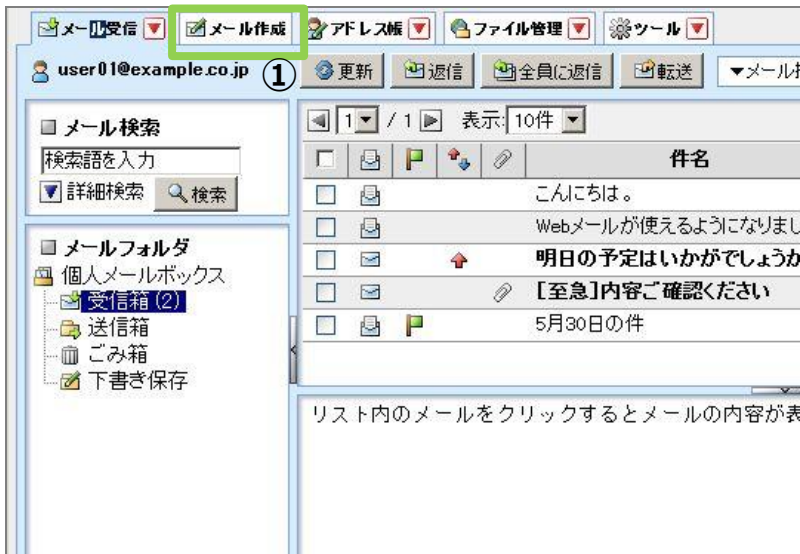 メール受信 メール作成 アドレス帳 ファイル管理 ツール
user01@example.co.jp ① 更新 返信 全員に返信 転送 ▼メール
メール検索
検索語を入力
詳細検索 検索
メールフォルダ
個人メールボックス
受信箱 (2)
送信箱
ごみ箱
下書き保存
1 / 1 表示: 10件
件名
こんにちは。
Webメールが使えるようになりまし
明日の予定はいかがでしょうか
[至急]内容ご確認ください
5月30日の件
リスト内のメールをクリックするとメールの内容が表